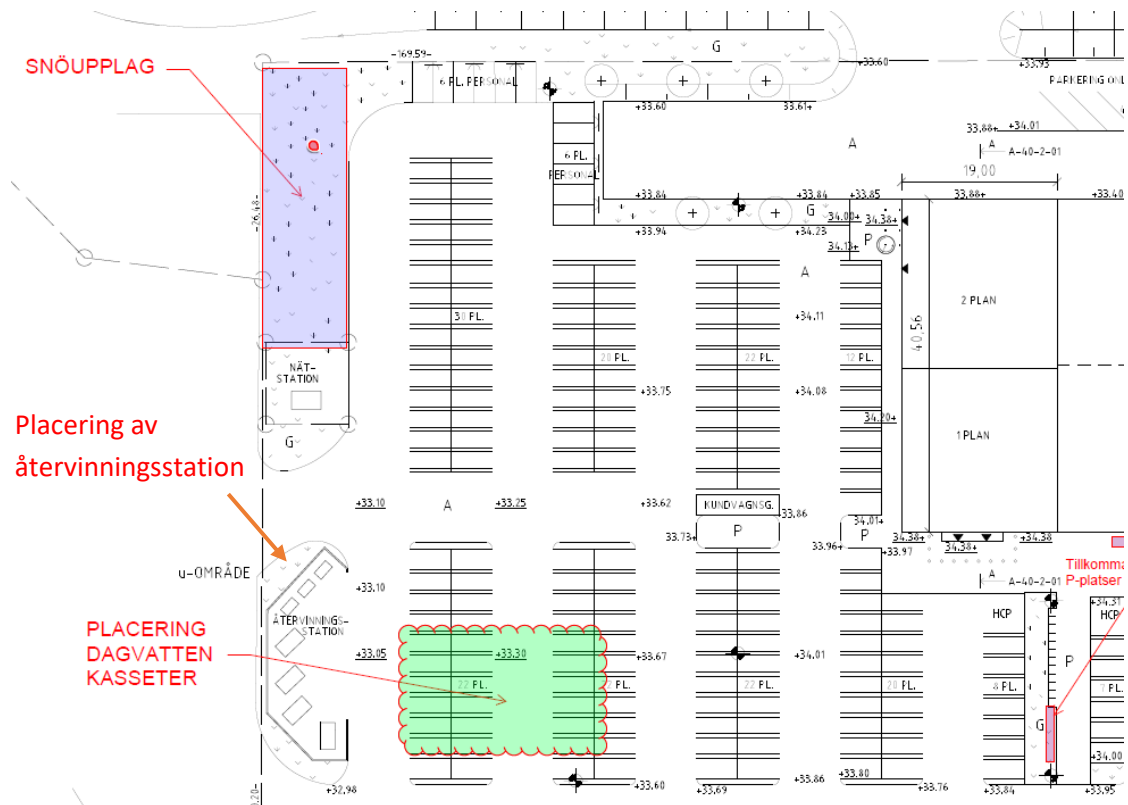 G
-169.59-
+33.60
+33.93
SNÖUPPLAG
6 PL. PERSONAL
PARKERING
+33.60
33.61+
33.88+
+34.01
A
A
A-40-2-01
6 PL.
PERSONAL
19,00
+33.84
+33.84
+33.85
33.88+
+33.40
-26,48-
G
34.00+
34.38+
+33.94
+34.23
34.13+
P
A
2 PLAN
30 PL.
+34.11
40,56
20 PL.
22 PL.
12 PL.
NÄT-
STATION
+33.75
+34.08
34.20+
Placering av
återvinningsstation
G
1 PLAN
+33.10
A
+33.25
+33.62
KUNDVAGNSG.
+33.86
33.73+
P
34.01+
P
33.96+
+33.97
34.38+
+34.38
+34.38
u-OMRÅDE
+33.10
A
A-40-2-01
Tillkomma
P-platser
+34.31
HCP
HCP
ÅTERVINNINGS-
STATION
PLACERING
DAGVATTEN
KASSETER
+33.05
+33.30
+33.67
+34.01
P
22 PL.
2 PL.
22 PL.
20 PL.
8 PL.
7 PL.
G
+34.00
+32.98
+33.60
+33.69
+33.86
+33.80
+33.76
+33.84
+33.95